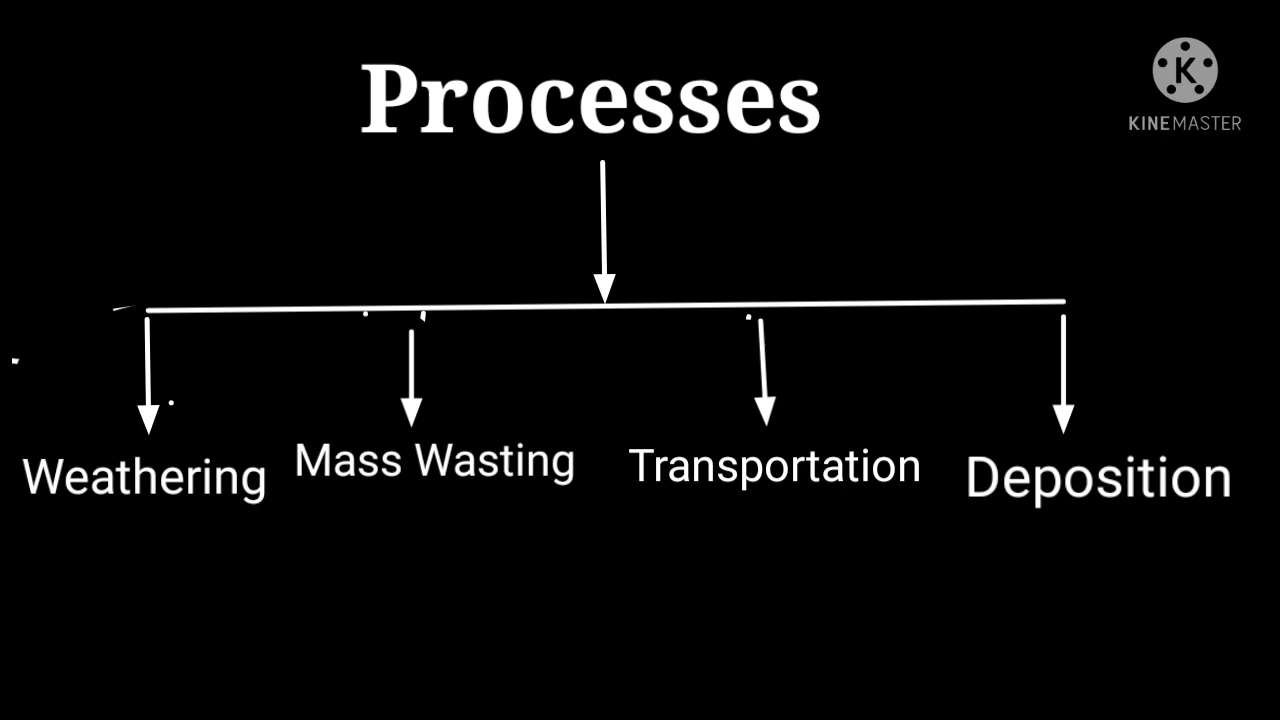 Processes
KINEMASTER
Weathering
Mass Wasting
Transportation
Deposition